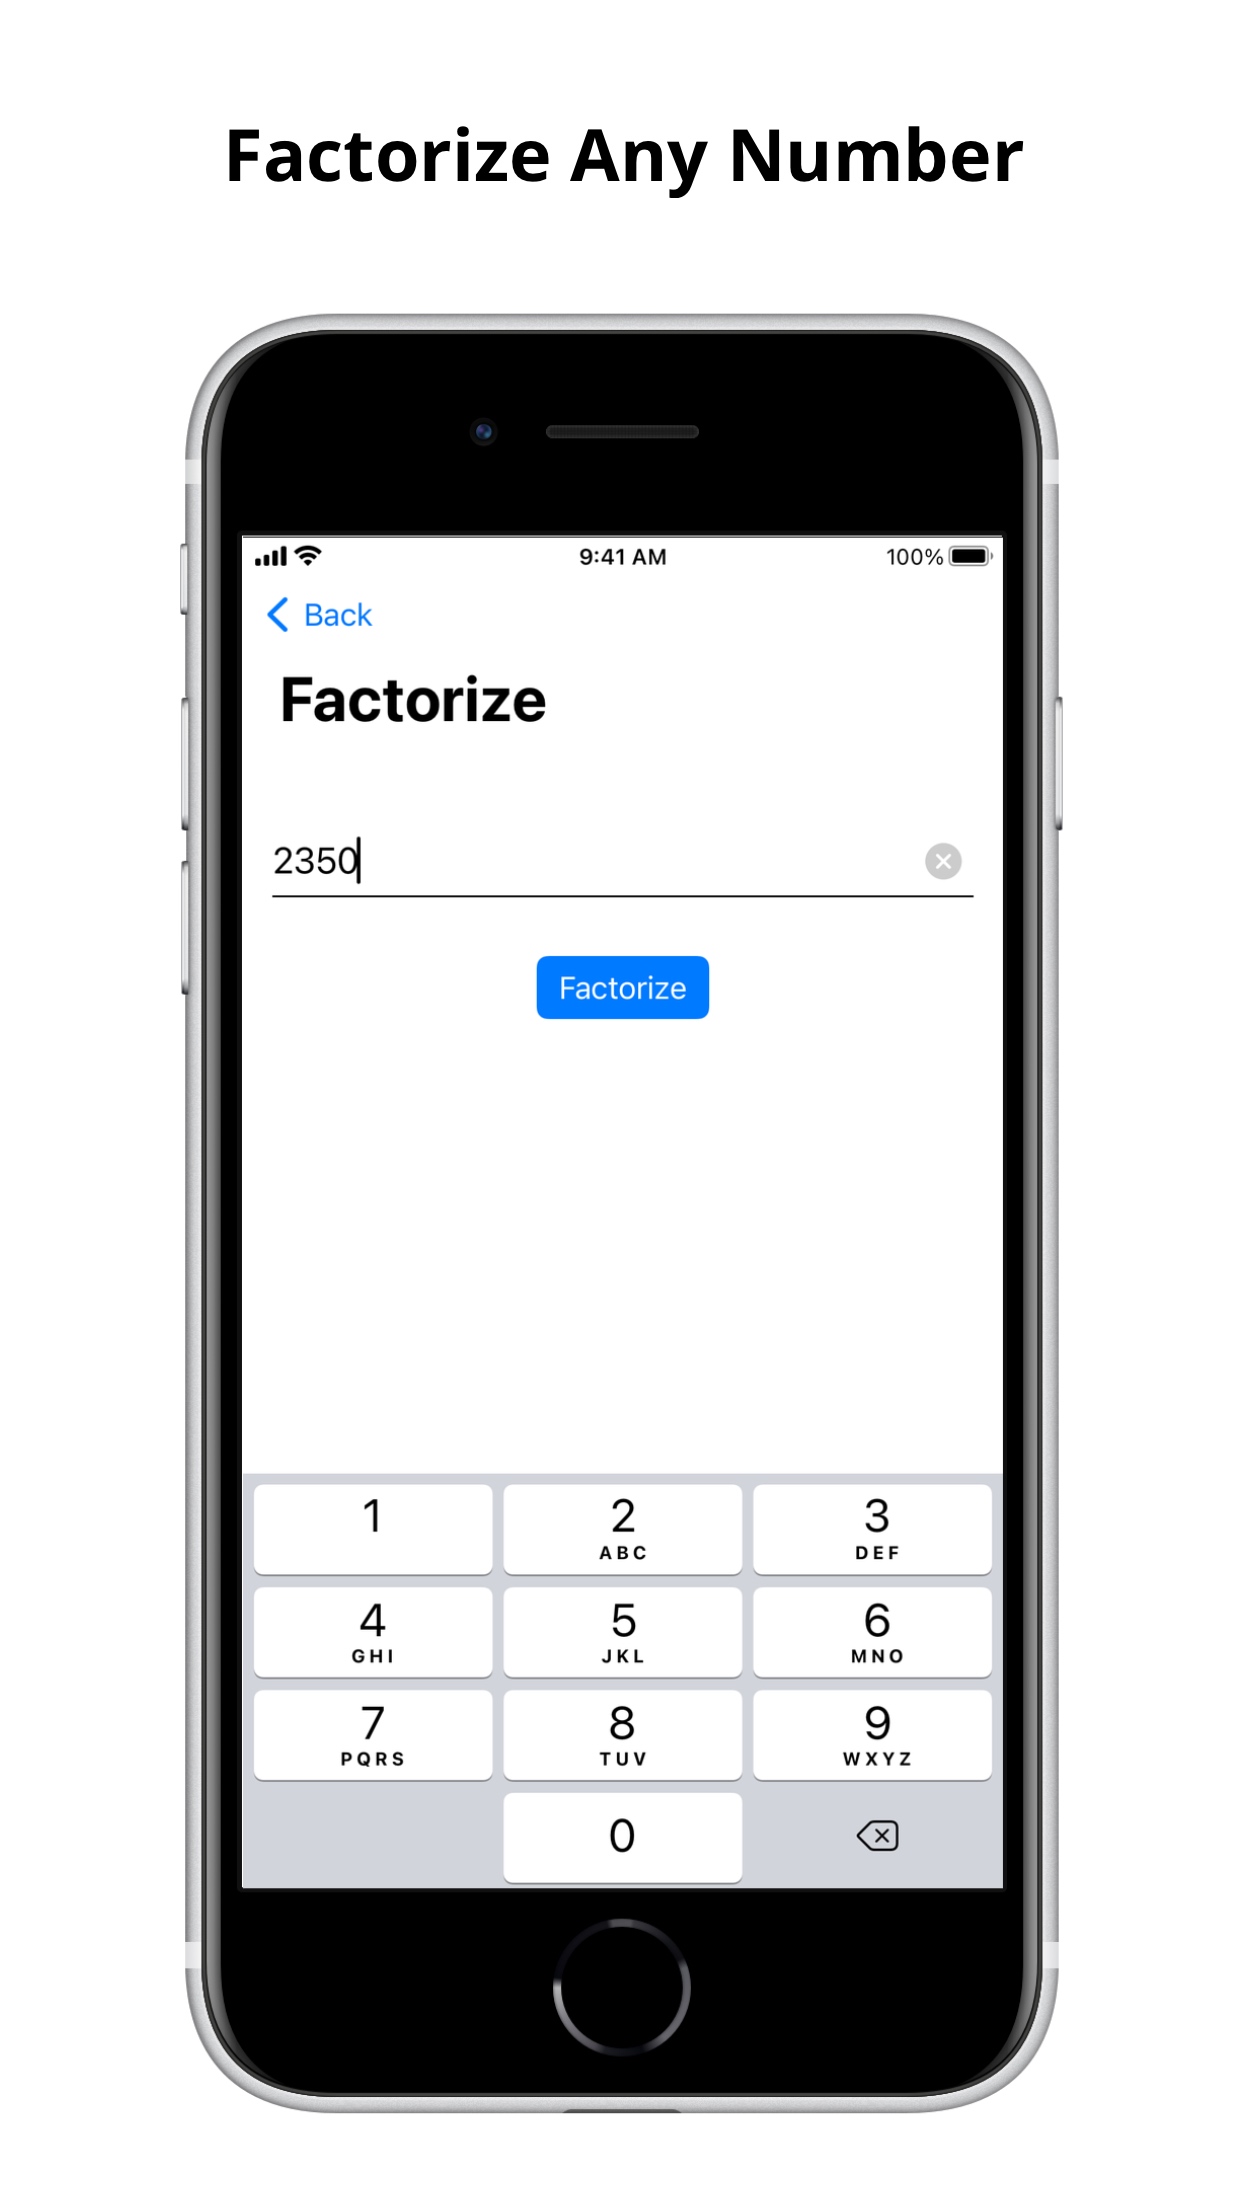 Factorize Any Number
9:41 AM
100%
Back
Factorize
2350
Factorize
1
2
ABC
3
DEF
4
GHI
5
JKL
6
MNO
7
PQRS
8
TUV
9
WXYZ
0